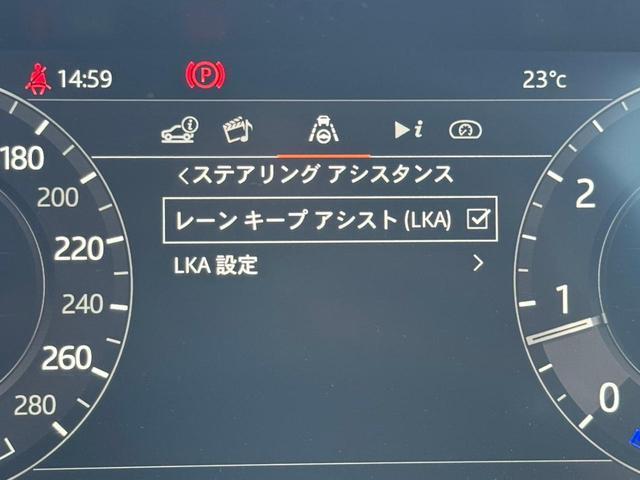 14:59
P
23°c
i
i
<ステアリング アシスタンス
レーン キープ アシスト (LKA)
LKA 設定 >
180
200
220
240
260
280
2
1
0